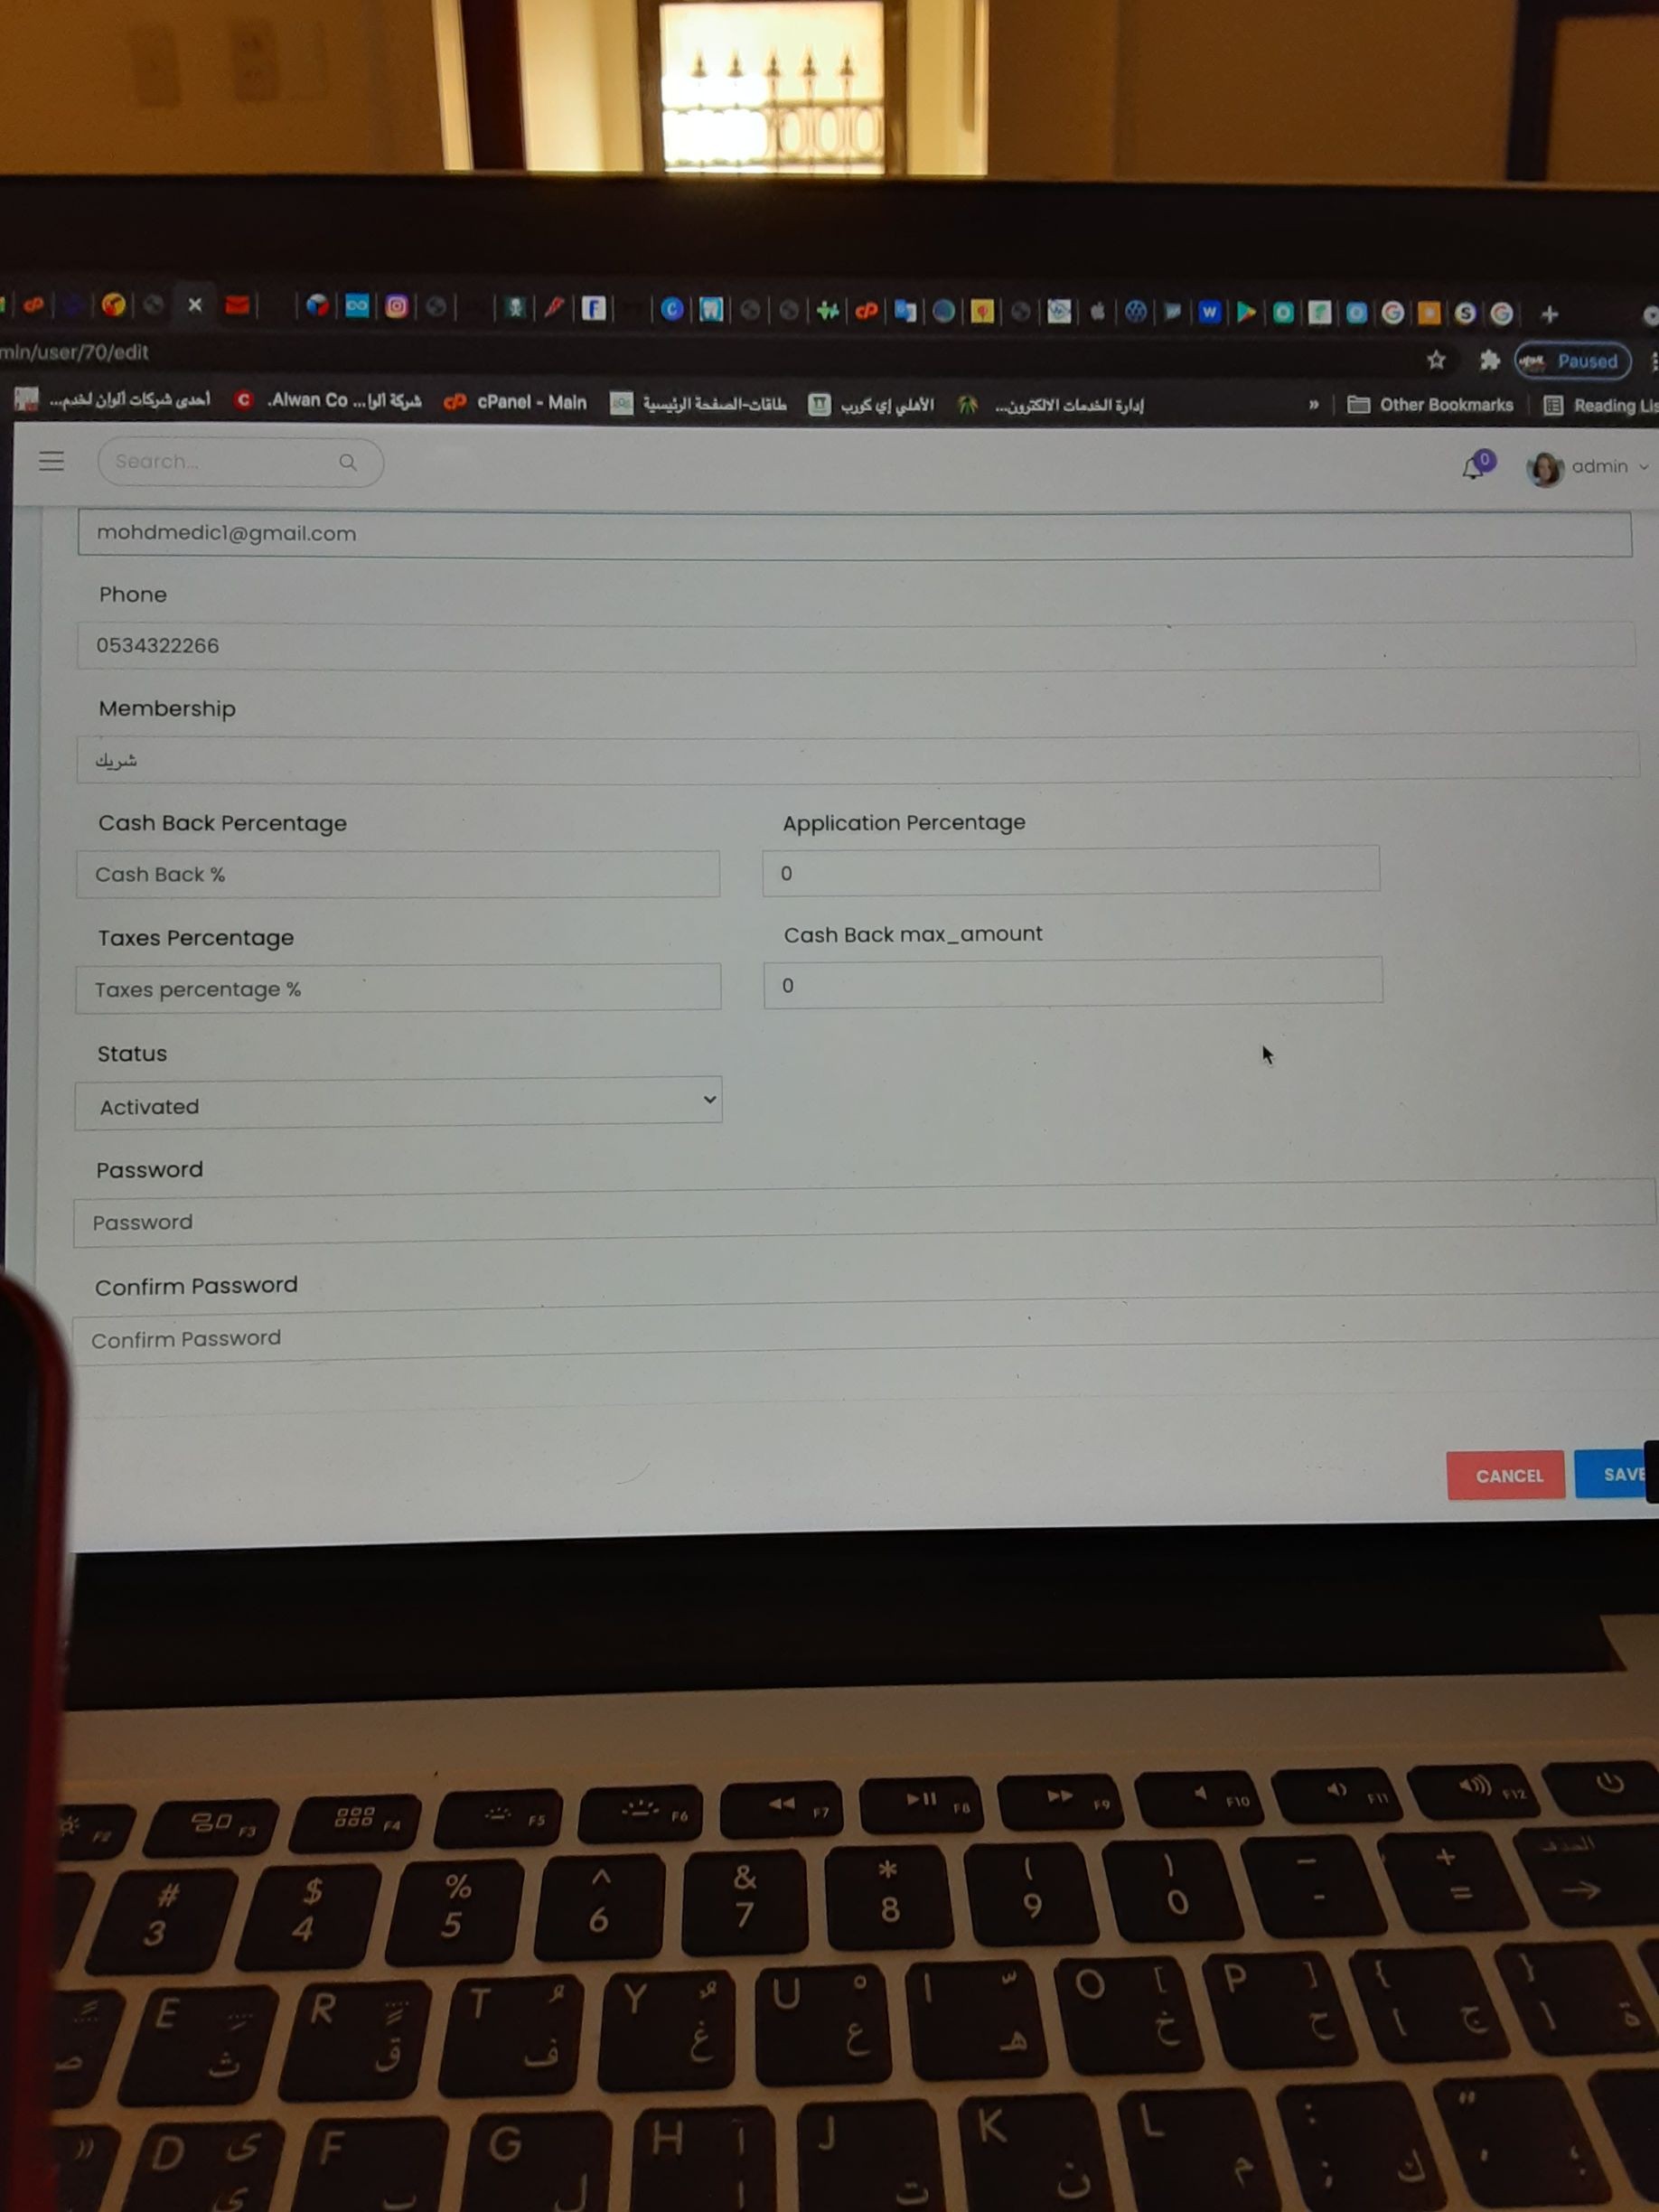 min/user/70/edit
Paused
أحدى شركات ألوان لخدم...
شركة ألوا... Alwan Co.
cPanel - Main
طاقات-الصفحة الرئيسية
الأهلي إي كورب
إدارة الخدمات الالكترون...
»
Other Bookmarks
Reading Lis
Search...
0
admin
mohdmedic1@gmail.com
Phone
0534322266
Membership
شريك
Cash Back Percentage
Application Percentage
Cash Back %
0
Taxes Percentage
Cash Back max_amount
Taxes percentage %
0
Status
Activated
Password
Password
Confirm Password
Confirm Password
CANCEL
SAVE
F2 F3 F4 F5 F6 F7 F8 F9 F10 F11 F12
# $ % ^ & * ( ) _ +
3 4 5 6 7 8 9 0 - =
E R T Y U I O [ P ] { }
ص ث ق ف غ ع ه خ ح [ ج ] ة
D ى F G H آ J K L : "
ي ب ل ا ت ن م ; ك ' ؛